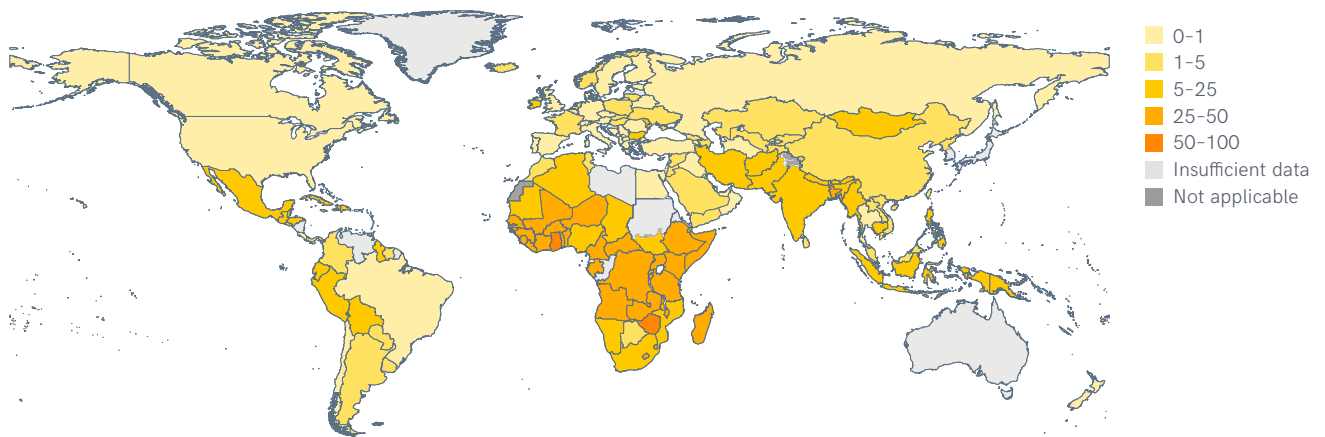 0–1
1–5
5–25
25–50
50–100
Insufficient data
Not applicable